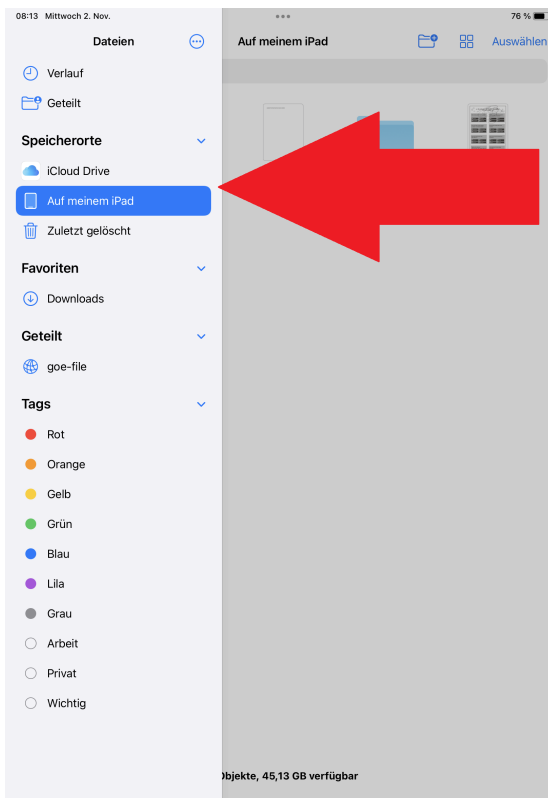 08:13 Mittwoch 2. Nov.
76 %
Dateien
Auf meinem iPad
Auswählen
Verlauf
Geteilt
Speicherorte
iCloud Drive
Auf meinem iPad
Zuletzt gelöscht
Favoriten
Downloads
Geteilt
goe-file
Tags
Rot
Orange
Gelb
Grün
Blau
Lila
Grau
Arbeit
Privat
Wichtig
Objekte, 45,13 GB verfügbar